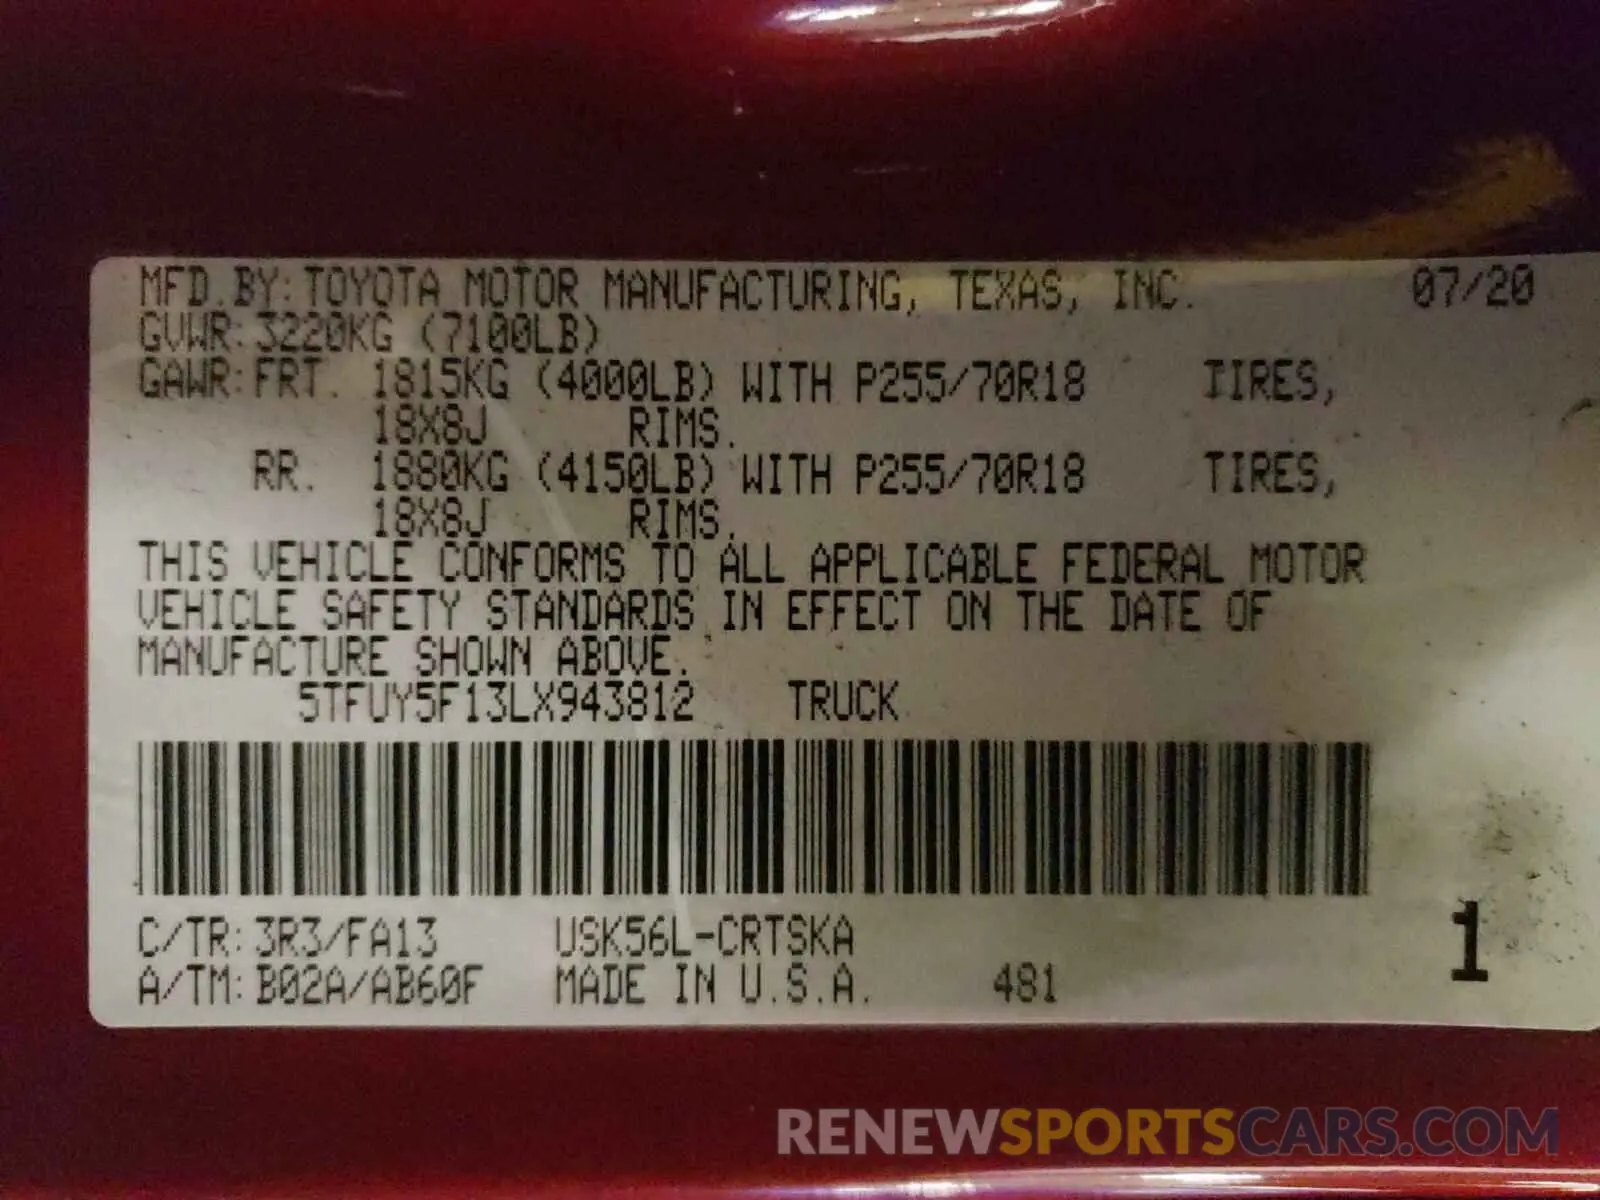 MFD.BY:TOYOTA MOTOR MANUFACTURING, TEXAS, INC. 07/20
GVWR:3220KG (7100LB)
GAWR:FRT. 1815KG (4000LB) WITH P255/70R18 TIRES,
18X8J RIMS.
RR. 1880KG (4150LB) WITH P255/70R18 TIRES,
18X8J RIMS.
THIS VEHICLE CONFORMS TO ALL APPLICABLE FEDERAL MOTOR
VEHICLE SAFETY STANDARDS IN EFFECT ON THE DATE OF
MANUFACTURE SHOWN ABOVE.
5TFUY5F13LX943812 TRUCK
C/TR:3R3/FA13 USK56L-CRTSKA
A/TM:B02A/AB60F MADE IN U.S.A. 481
1
RENEWSPORTSCARS.COM